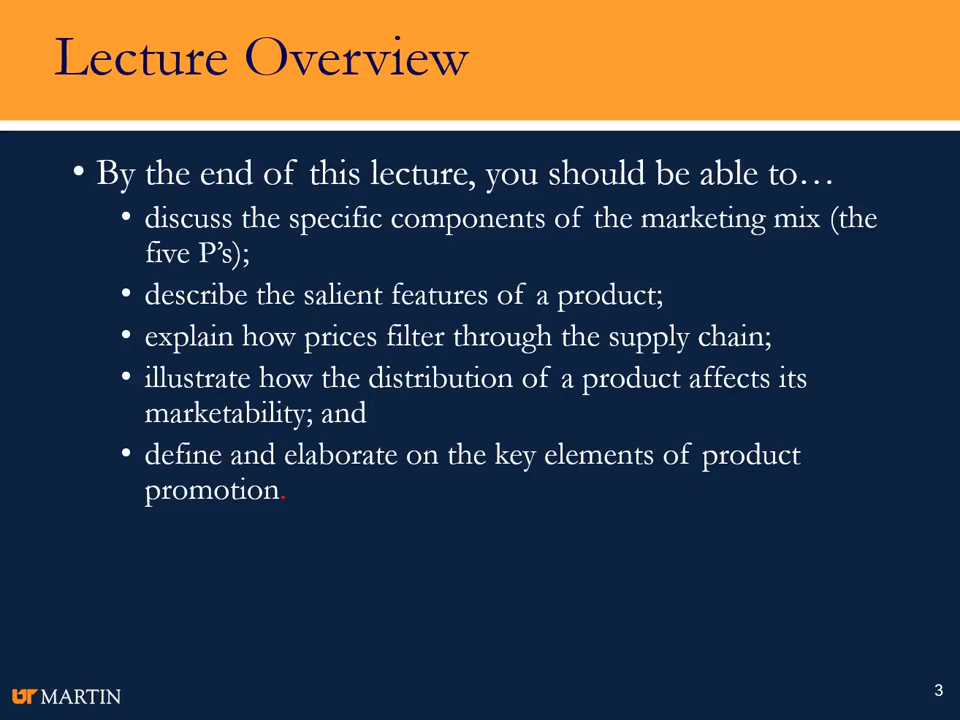 Lecture Overview
• By the end of this lecture, you should be able to…
• discuss the specific components of the marketing mix (the
five P’s);
• describe the salient features of a product;
• explain how prices filter through the supply chain;
• illustrate how the distribution of a product affects its
marketability; and
• define and elaborate on the key elements of product
promotion.
UT MARTIN
3